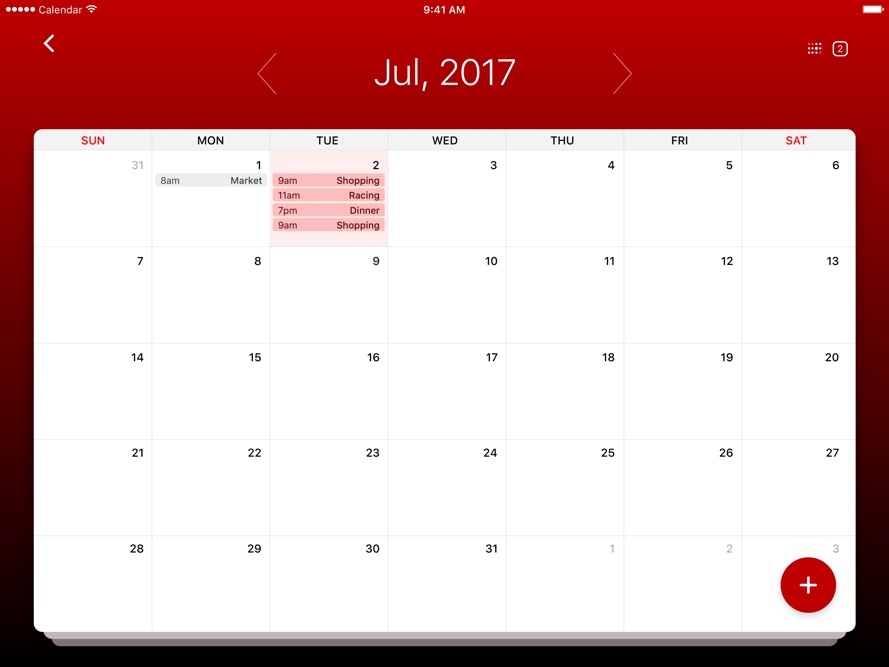 Calendar 9:41 AM
2
Jul, 2017
SUN MON TUE WED THU FRI SAT
31 1 2 3 4 5 6
8am Market 9am Shopping
11am Racing
7pm Dinner
9am Shopping
7 8 9 10 11 12 13
14 15 16 17 18 19 20
21 22 23 24 25 26 27
28 29 30 31 1 2 3
+